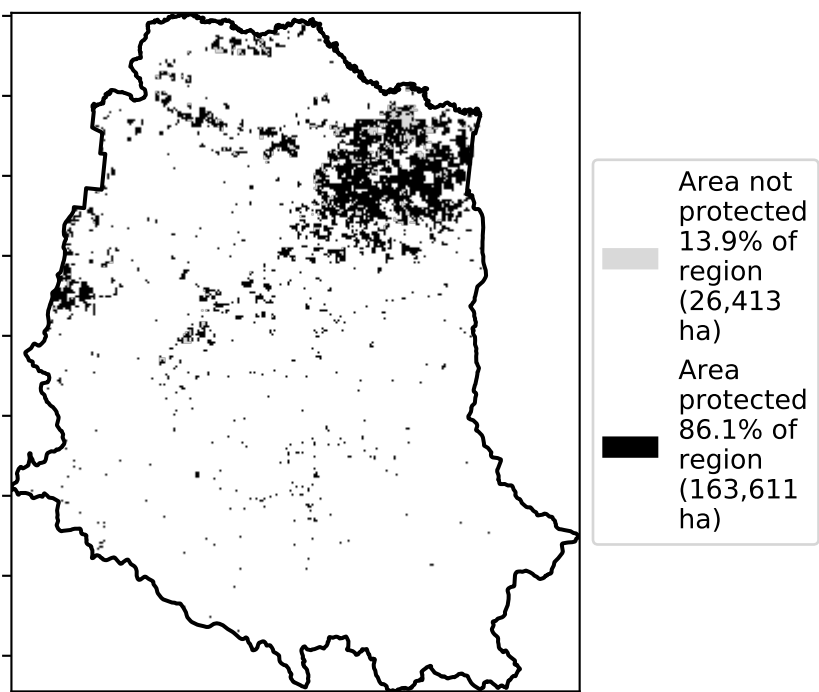 Area not
protected
13.9% of
region
(26,413
ha)
Area
protected
86.1% of
region
(163,611
ha)